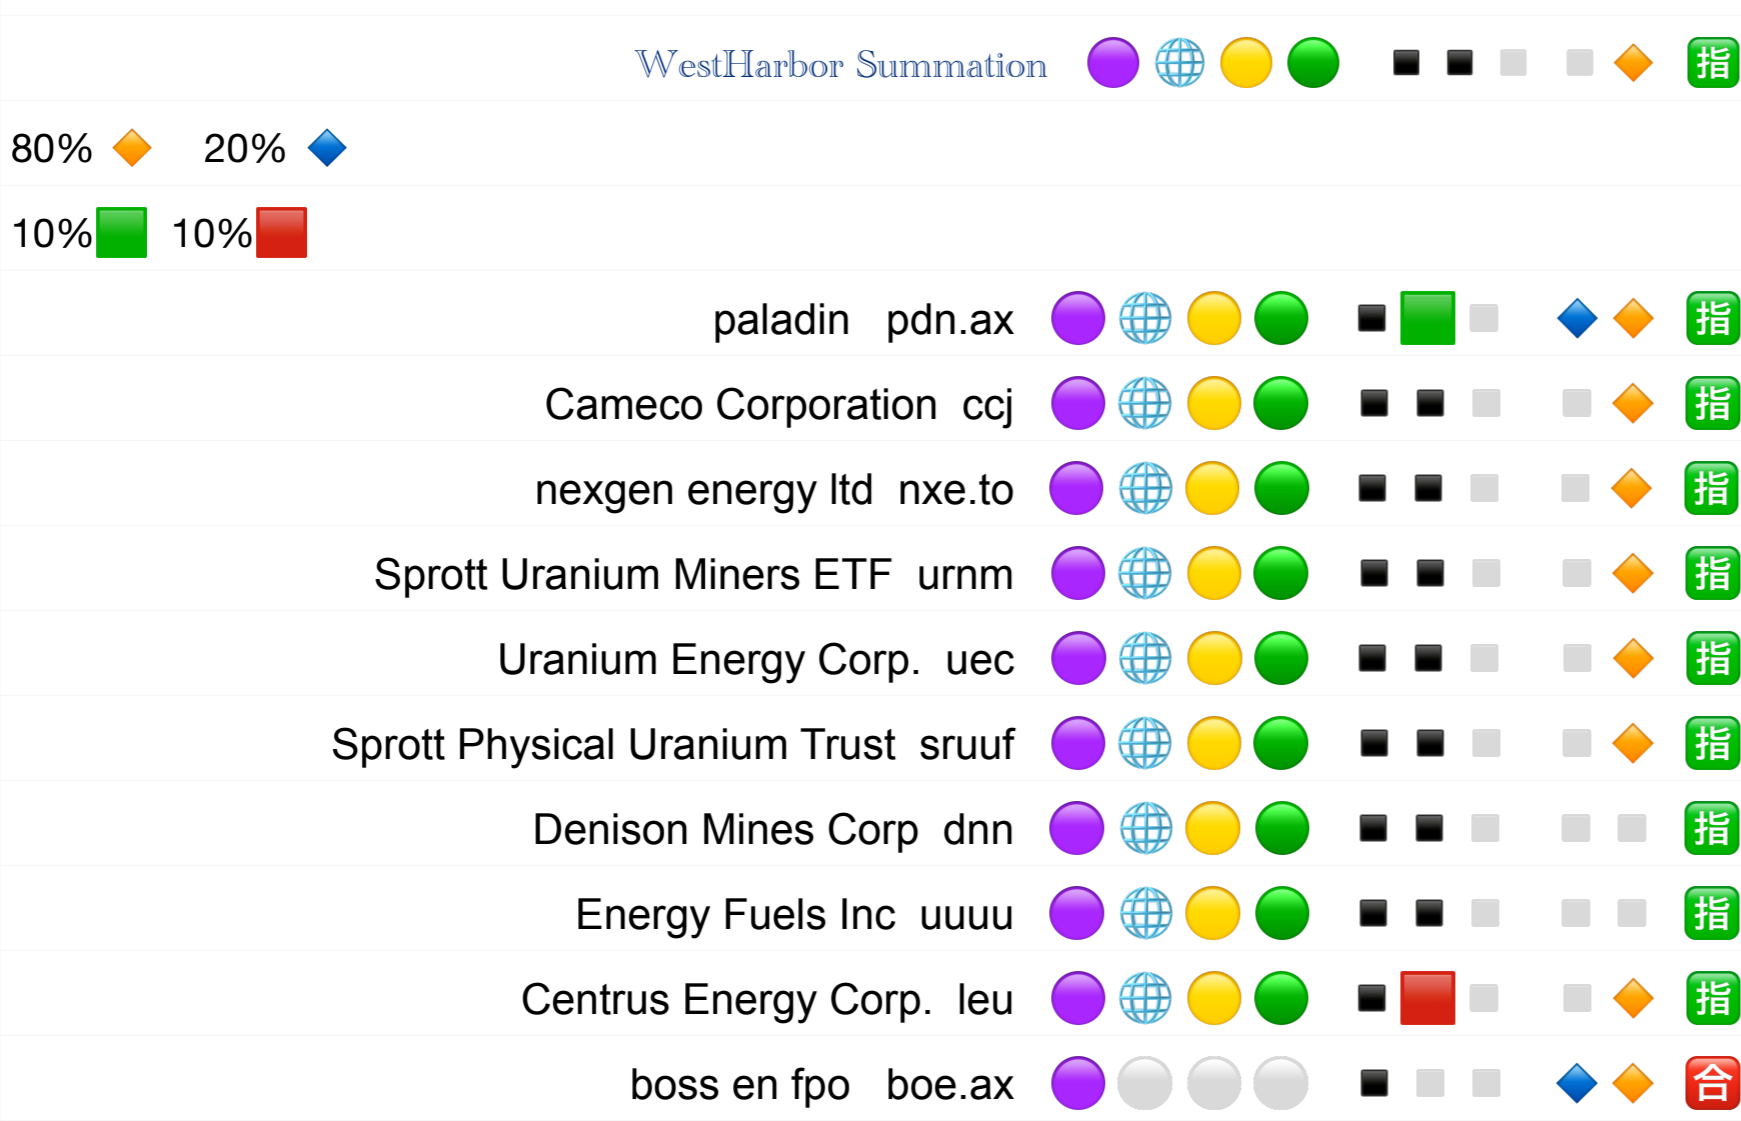 WestHarbor Summation 指
80% 20%
10% 10%
paladin pdn.ax 指
Cameco Corporation ccj 指
nexgen energy ltd nxe.to 指
Sprott Uranium Miners ETF urnm 指
Uranium Energy Corp. uec 指
Sprott Physical Uranium Trust sruuf 指
Denison Mines Corp dnn 指
Energy Fuels Inc uuuu 指
Centrus Energy Corp. leu 指
boss en fpo boe.ax 合